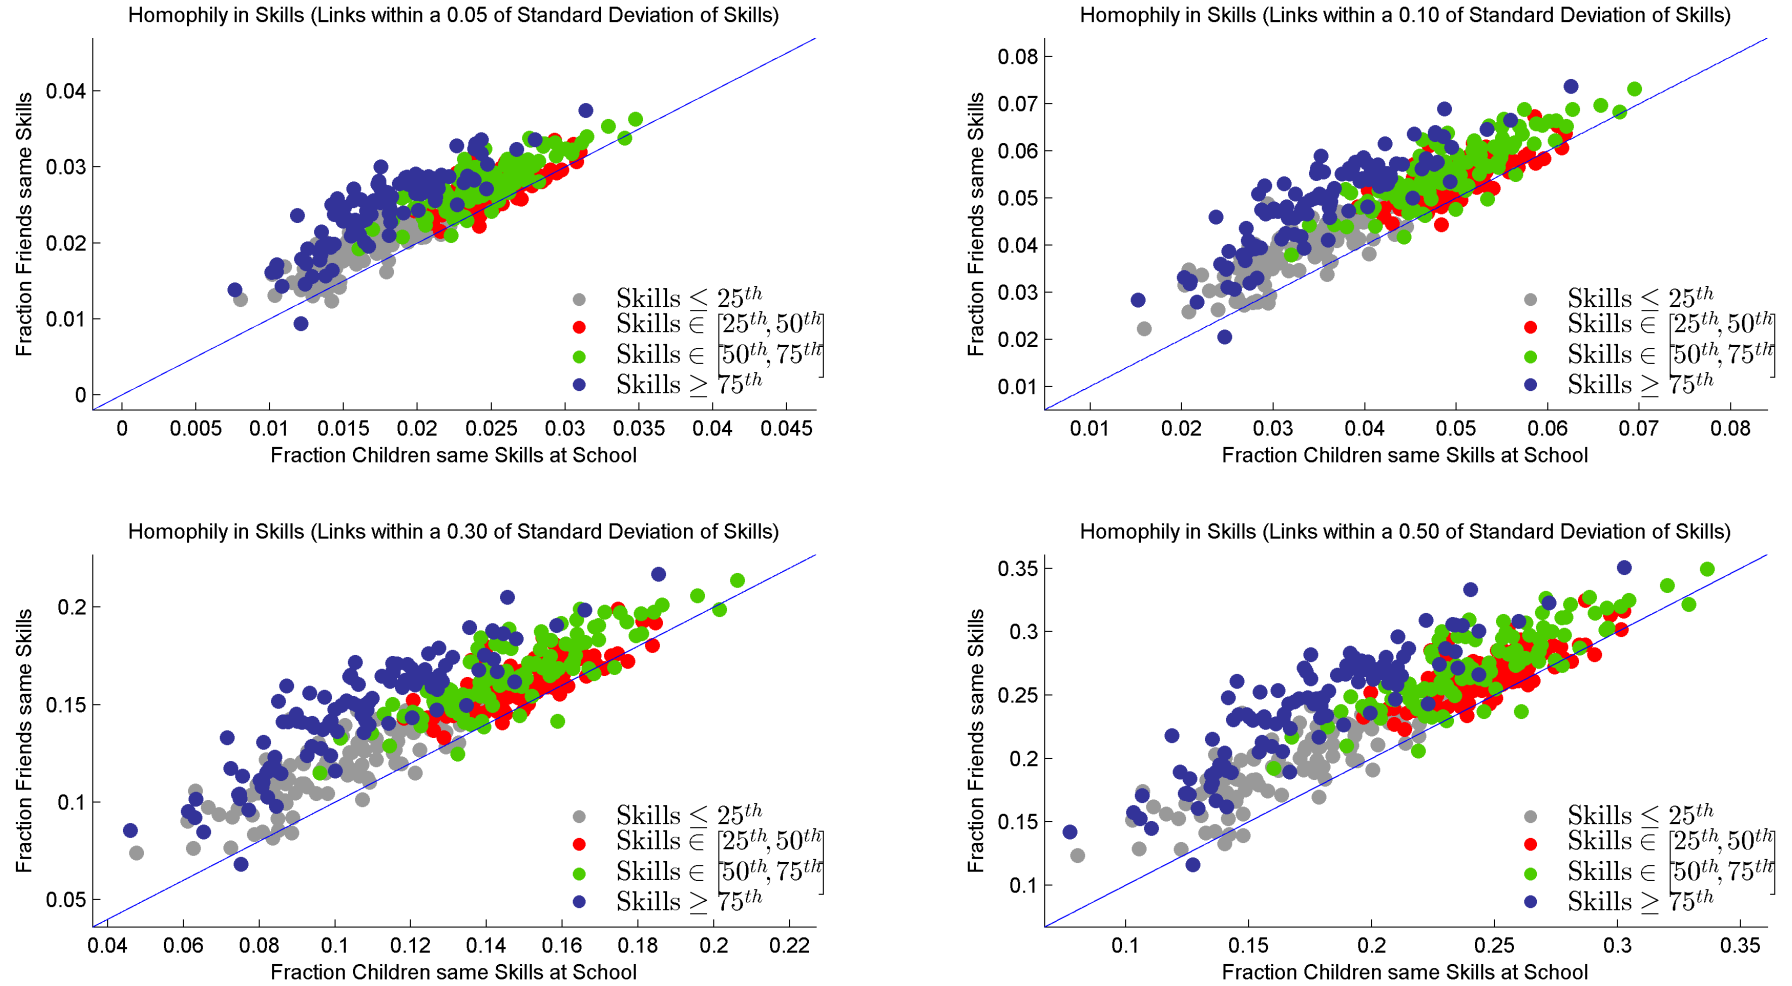 Homophily in Skills (Links within a 0.05 of Standard Deviation of Skills)
Fraction Friends same Skills
0.04
0.03
0.02
0.01
0
Skills ≤ 25th
Skills ∈ [25th, 50th]
Skills ∈ [50th, 75th]
Skills ≥ 75th
0 0.005 0.01 0.015 0.02 0.025 0.03 0.035 0.04 0.045
Fraction Children same Skills at School
Homophily in Skills (Links within a 0.10 of Standard Deviation of Skills)
Fraction Friends same Skills
0.08
0.07
0.06
0.05
0.04
0.03
0.02
0.01
Skills ≤ 25th
Skills ∈ [25th, 50th]
Skills ∈ [50th, 75th]
Skills ≥ 75th
0.01 0.02 0.03 0.04 0.05 0.06 0.07 0.08
Fraction Children same Skills at School
Homophily in Skills (Links within a 0.30 of Standard Deviation of Skills)
Fraction Friends same Skills
0.2
0.15
0.1
0.05
Skills ≤ 25th
Skills ∈ [25th, 50th]
Skills ∈ [50th, 75th]
Skills ≥ 75th
0.04 0.06 0.08 0.1 0.12 0.14 0.16 0.18 0.2 0.22
Fraction Children same Skills at School
Homophily in Skills (Links within a 0.50 of Standard Deviation of Skills)
Fraction Friends same Skills
0.35
0.3
0.25
0.2
0.15
0.1
Skills ≤ 25th
Skills ∈ [25th, 50th]
Skills ∈ [50th, 75th]
Skills ≥ 75th
0.1 0.15 0.2 0.25 0.3 0.35
Fraction Children same Skills at School